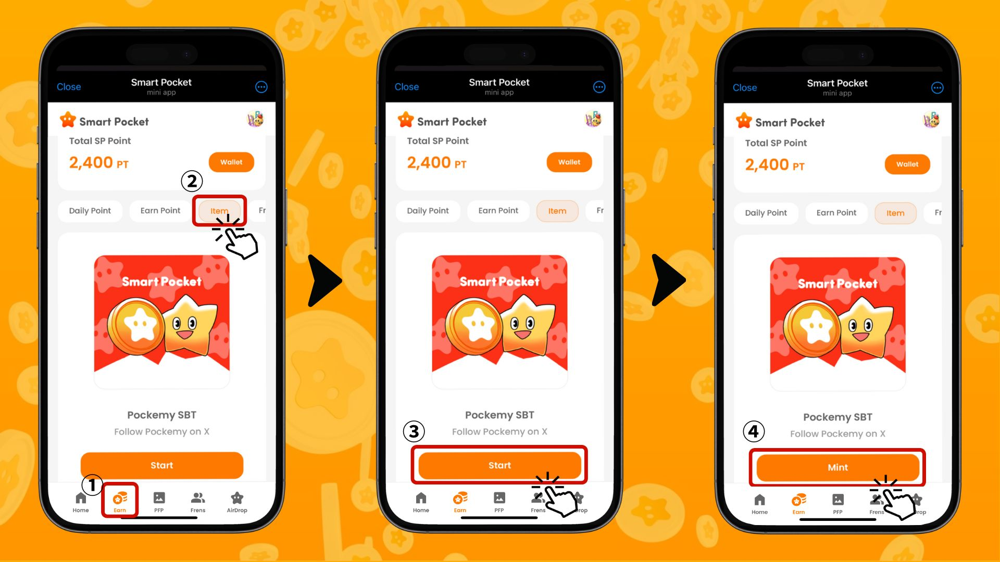 Close
Smart Pocket
mini app
Smart Pocket
Total SP Point
2,400 PT
Wallet
②
Daily Point
Earn Point
Item
Fr
Smart Pocket
Pockemy SBT
Follow Pockemy on X
Start
①
Home
Earn
PFP
Frens
AirDrop
Close
Smart Pocket
mini app
Smart Pocket
Total SP Point
2,400 PT
Wallet
Daily Point
Earn Point
Item
Fr
Smart Pocket
Pockemy SBT
③
Follow Pockemy on X
Start
Home
Earn
PFP
Frens
rop
Close
Smart Pocket
mini app
Smart Pocket
Total SP Point
2,400 PT
Wallet
Daily Point
Earn Point
Item
Fr
Smart Pocket
Pockemy SBT
④
Follow Pockemy on X
Mint
Home
Earn
PFP
Frens
rop